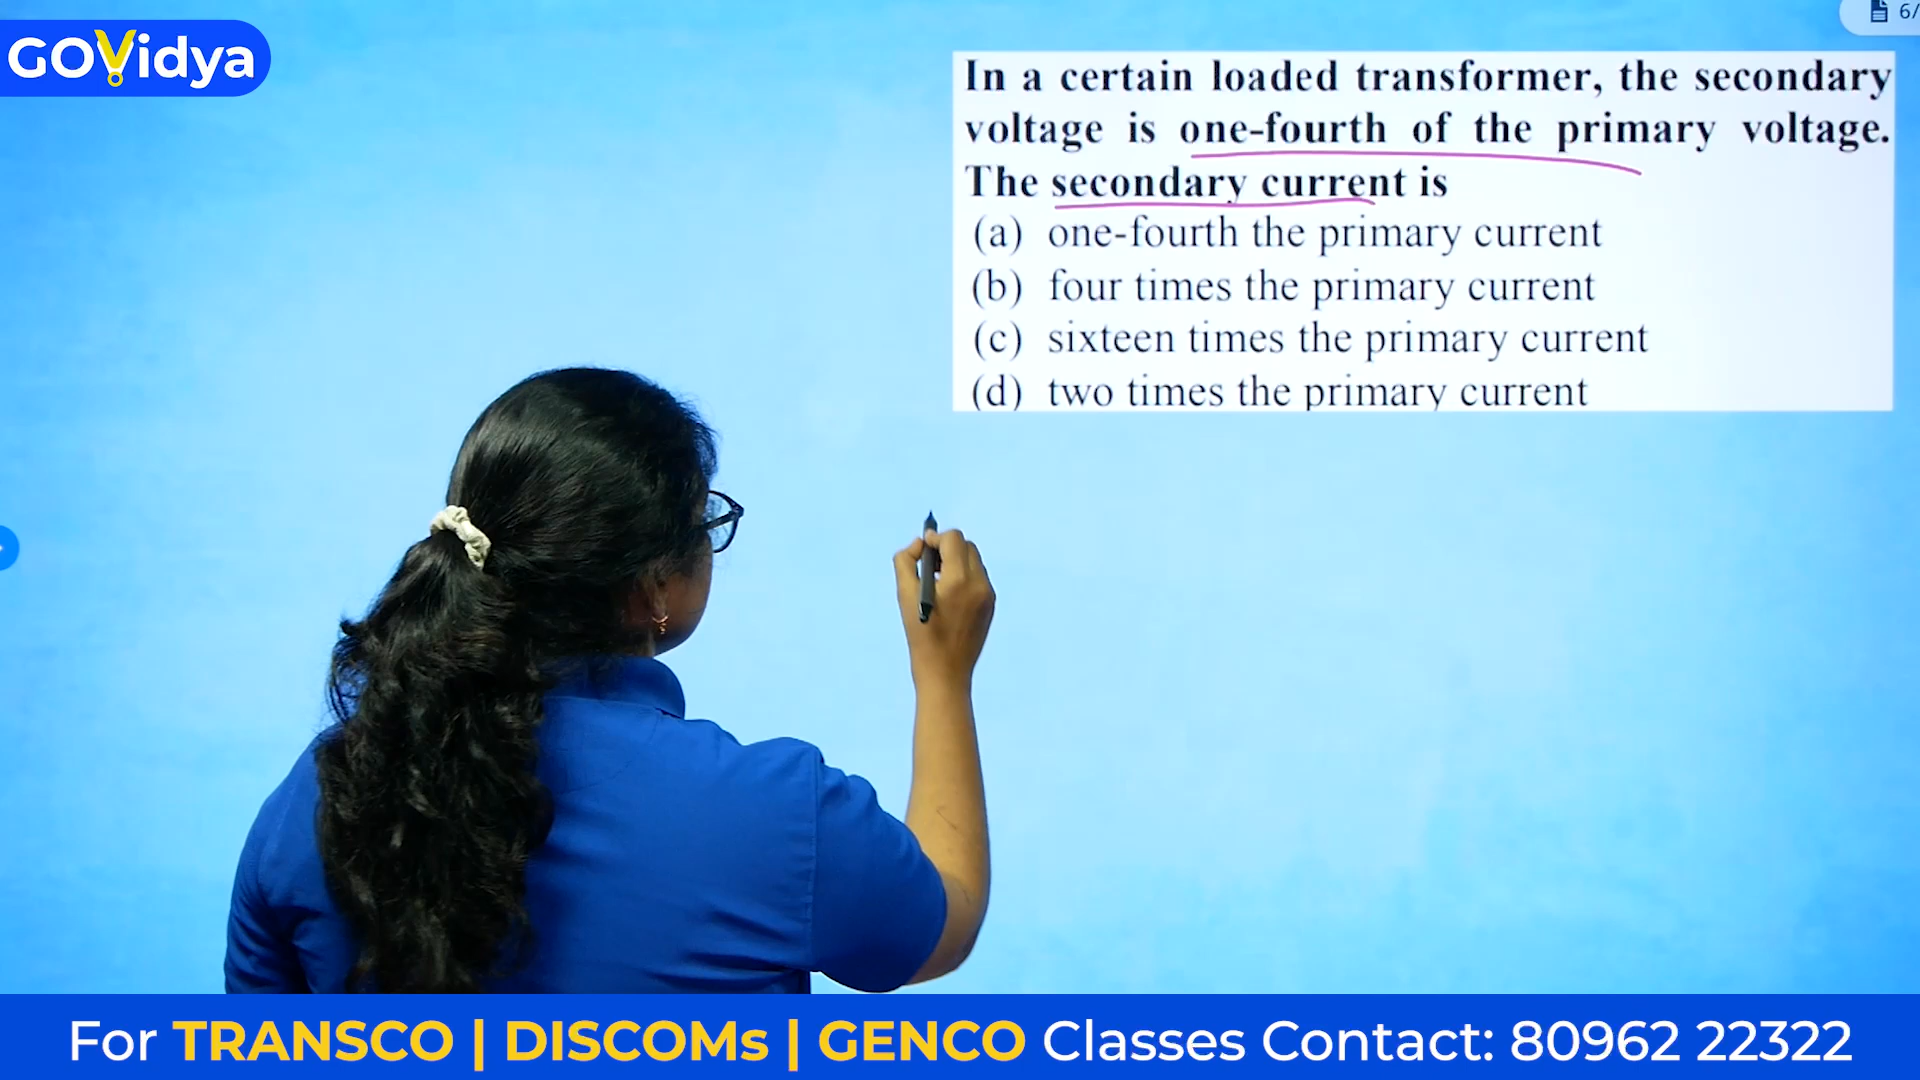 6/
GOVidya
In a certain loaded transformer, the secondary
voltage is one-fourth of the primary voltage.
The secondary current is
(a) one-fourth the primary current
(b) four times the primary current
(c) sixteen times the primary current
(d) two times the primary current
For TRANSCO | DISCOMs | GENCO Classes Contact: 80962 22322